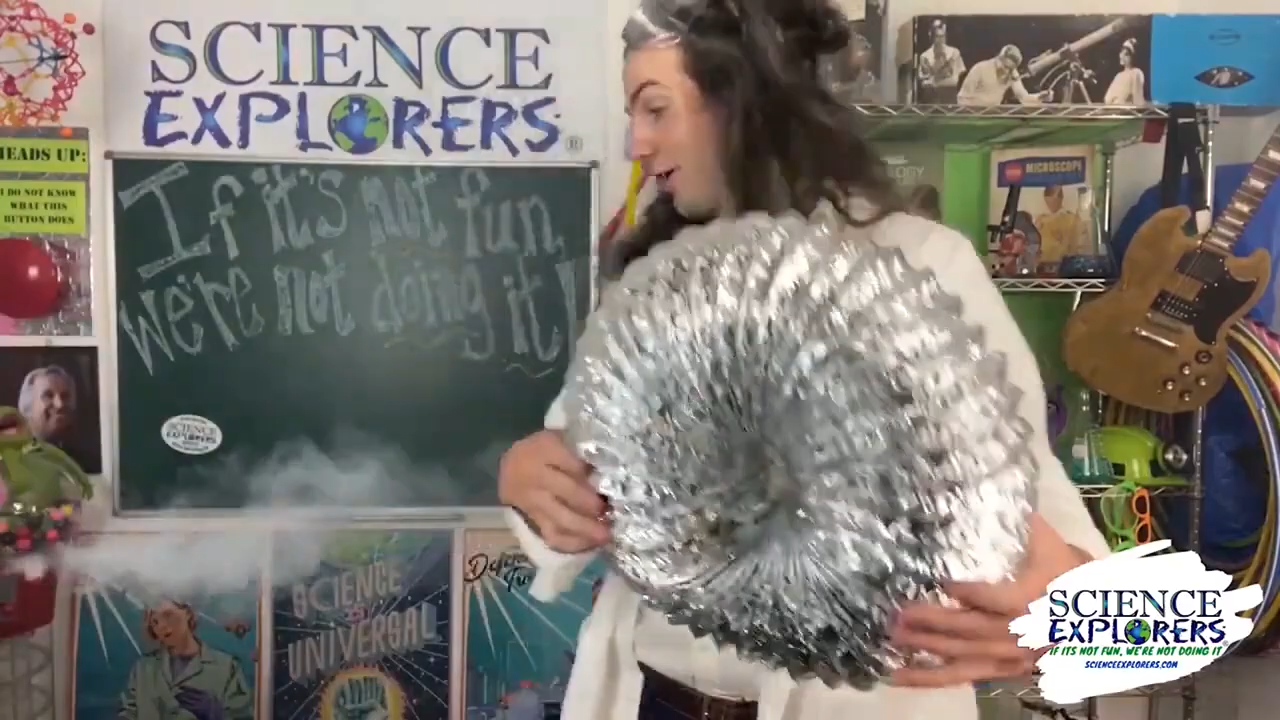 SCIENCE
EXPLORERS®
HEADS UP:
I DO NOT KNOW
WHAT THIS
BUTTON DOES
If it's not fun,
we're not doing it!
SCIENCE
EXPLORERS
MICROSCOPE
SCIENCE
IS
UNIVERSAL
SCIENCE
EXPLORERS
IF ITS NOT FUN, WE'RE NOT DOING IT
SCIENCEEXPLORERS.COM